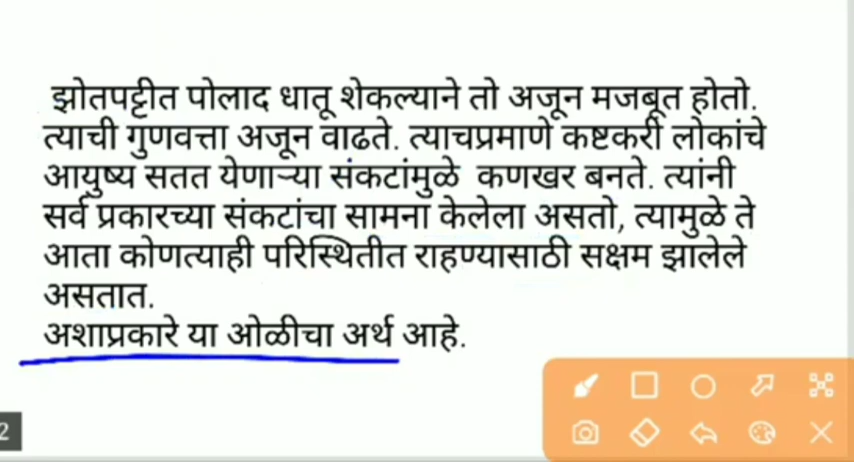 झोतपट्टीत पोलाद धातू शेकल्याने तो अजून मजबूत होतो.
त्याची गुणवत्ता अजून वाढते. त्याचप्रमाणे कष्टकरी लोकांचे
आयुष्य सतत येणाऱ्या संकटांमुळे कणखर बनते. त्यांनी
सर्व प्रकारच्या संकटांचा सामना केलेला असतो, त्यामुळे ते
आता कोणत्याही परिस्थितीत राहण्यासाठी सक्षम झालेले
असतात.
अशाप्रकारे या ओळीचा अर्थ आहे.
2